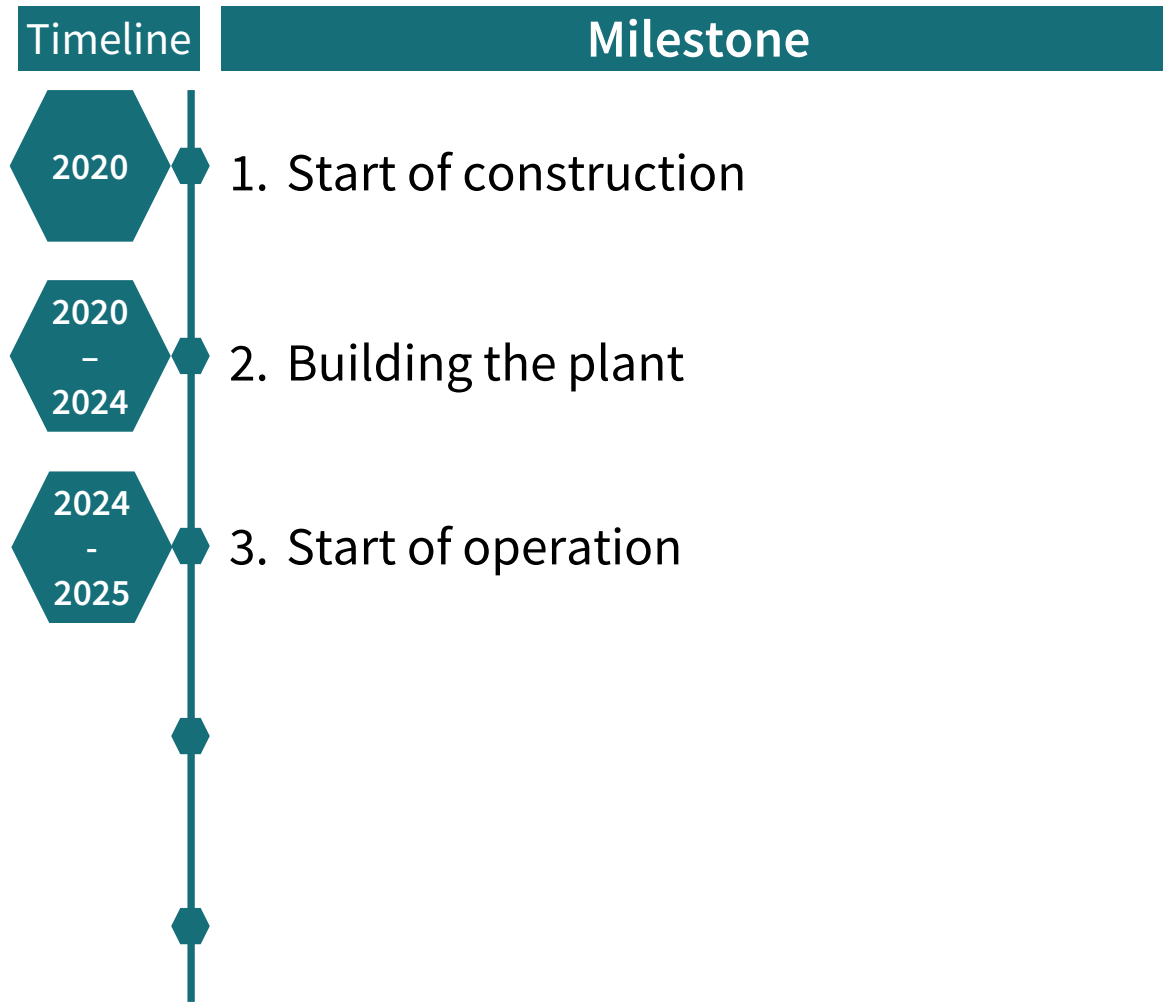 Timeline
Milestone
2020
1. Start of construction
2020
–
2024
2. Building the plant
2024
-
2025
3. Start of operation